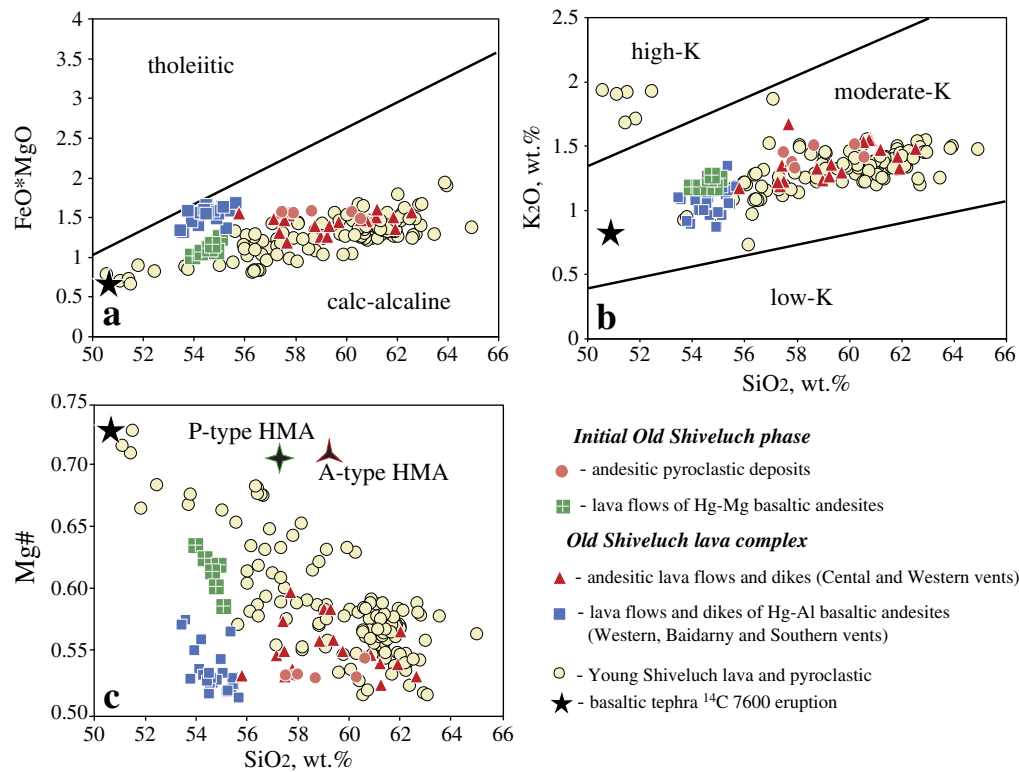 4
3.5
3
2.5
2
1.5
1
0.5
0
FeO*MgO
tholeiitic
calc-alcaline
a
50 52 54 56 58 60 62 64 66
2.5
2
1.5
1
0.5
0
K2O, wt.%
high-K
moderate-K
low-K
b
50 52 54 56 58 60 62 64 66
SiO2, wt.%
0.75
0.70
0.65
0.60
0.55
0.50
Mg#
P-type HMA
A-type HMA
c
50 52 54 56 58 60 62 64 66
SiO2, wt.%
Initial Old Shiveluch phase
- andesitic pyroclastic deposits
- lava flows of Hg-Mg basaltic andesites
Old Shiveluch lava complex
- andesitic lava flows and dikes (Cental and Western vents)
- lava flows and dikes of Hg-Al basaltic andesites
(Western, Baidarny and Southern vents)
- Young Shiveluch lava and pyroclastic
- basaltic tephra 14C 7600 eruption